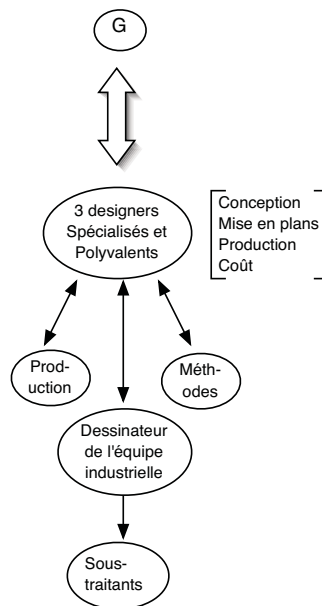 G
3 designers
Spécialisés et
Polyvalents
Conception
Mise en plans
Production
Coût
Prod-
uction
Méth-
odes
Dessinateur
de l'équipe
industrielle
Sous-
traitants